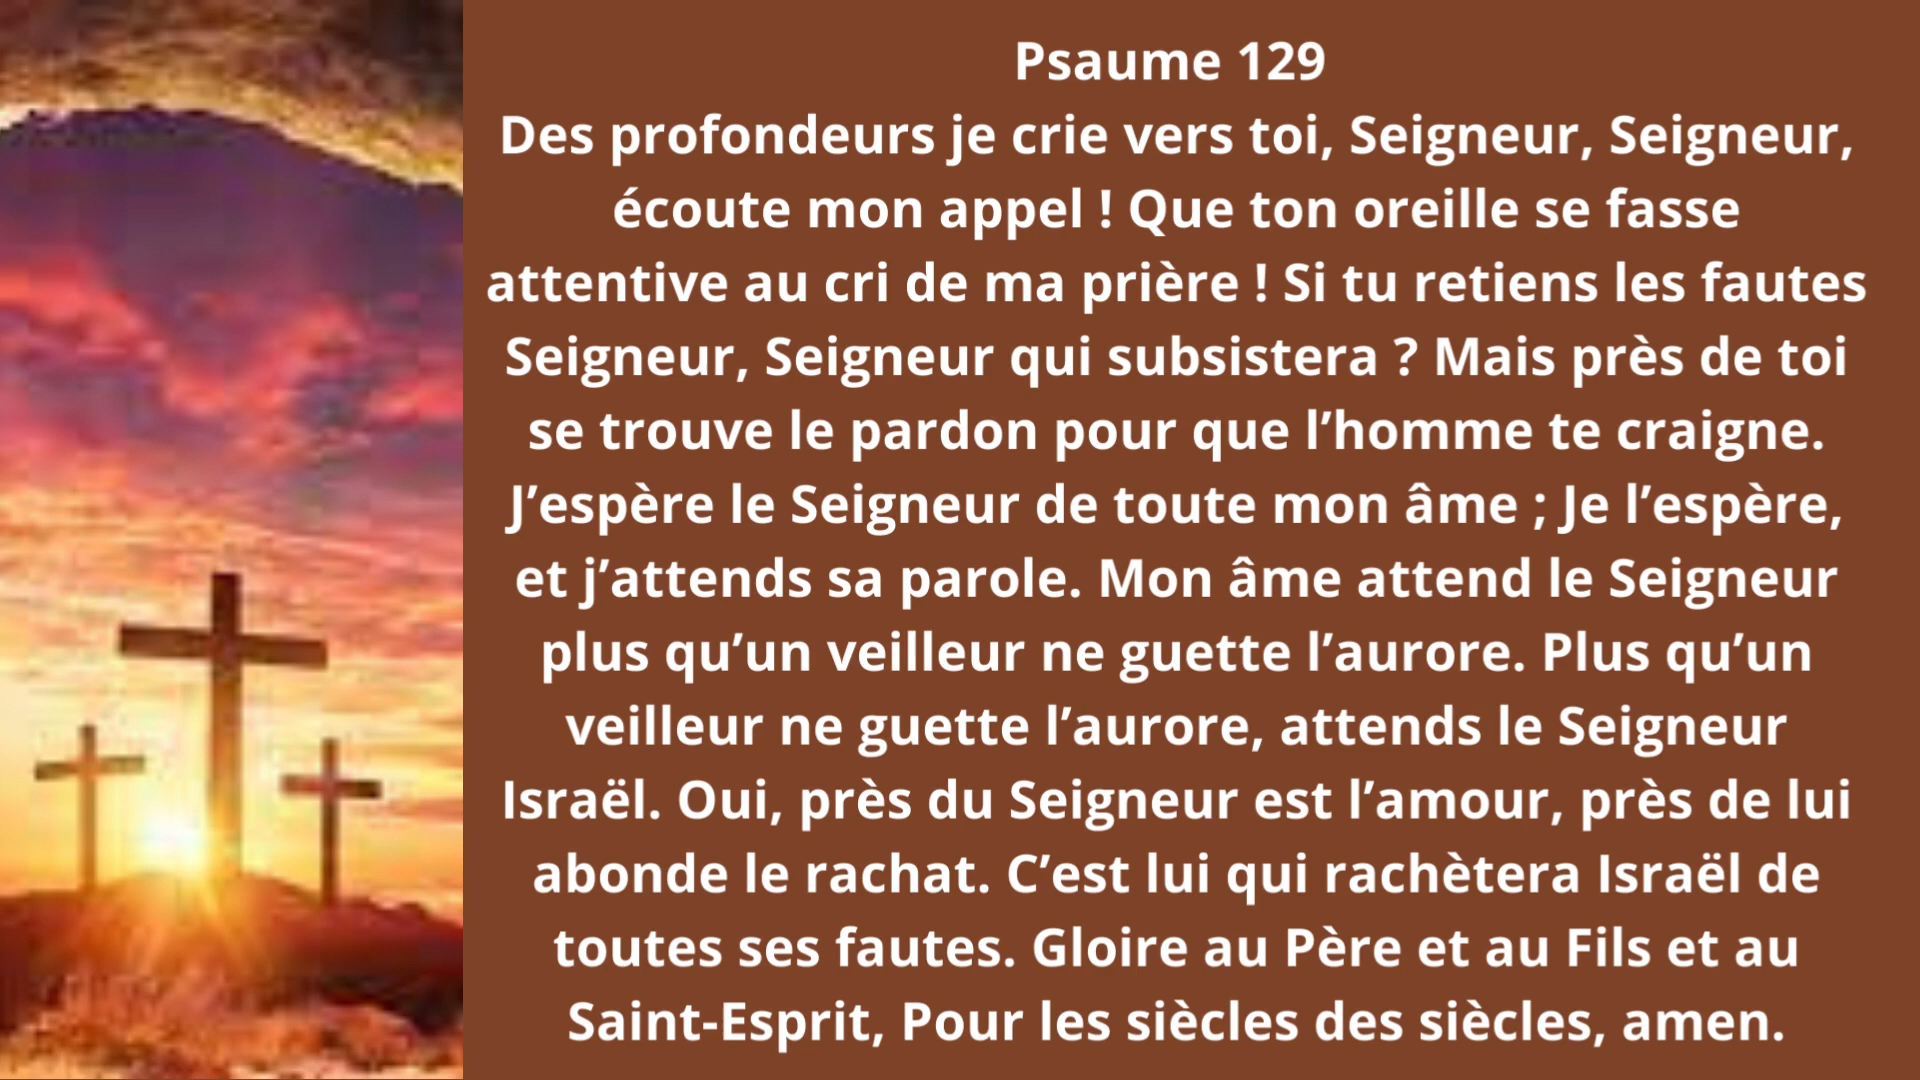 Psaume 129
Des profondeurs je crie vers toi, Seigneur, Seigneur,
écoute mon appel ! Que ton oreille se fasse
attentive au cri de ma prière ! Si tu retiens les fautes
Seigneur, Seigneur qui subsistera ? Mais près de toi
se trouve le pardon pour que l’homme te craigne.
J’espère le Seigneur de toute mon âme ; Je l’espère,
et j’attends sa parole. Mon âme attend le Seigneur
plus qu’un veilleur ne guette l’aurore. Plus qu’un
veilleur ne guette l’aurore, attends le Seigneur
Israël. Oui, près du Seigneur est l’amour, près de lui
abonde le rachat. C’est lui qui rachètera Israël de
toutes ses fautes. Gloire au Père et au Fils et au
Saint-Esprit, Pour les siècles des siècles, amen.